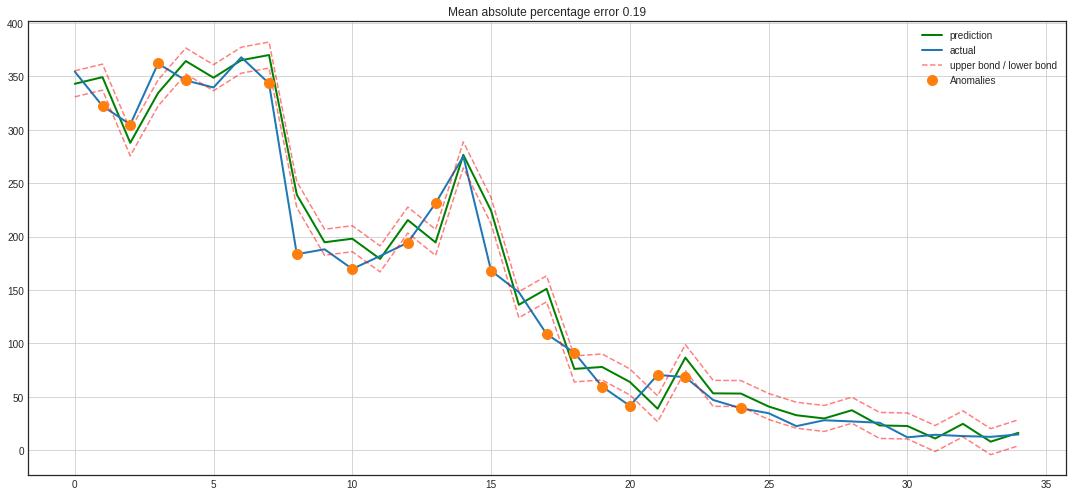 Mean absolute percentage error 0.19
400
350
300
250
200
150
100
50
0
prediction
actual
upper bond / lower bond
Anomalies
0 5 10 15 20 25 30 35